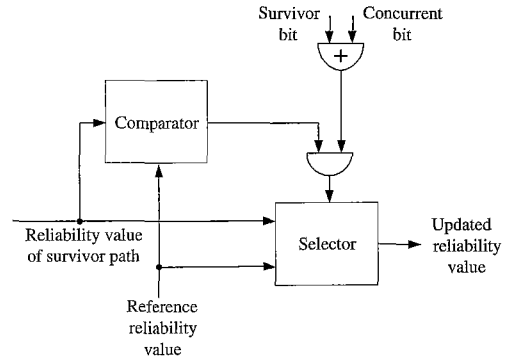 Survivor
bit
Concurrent
bit
+
Comparator
Reliability value
of survivor path
Selector
Updated
reliability
value
Reference
reliability
value